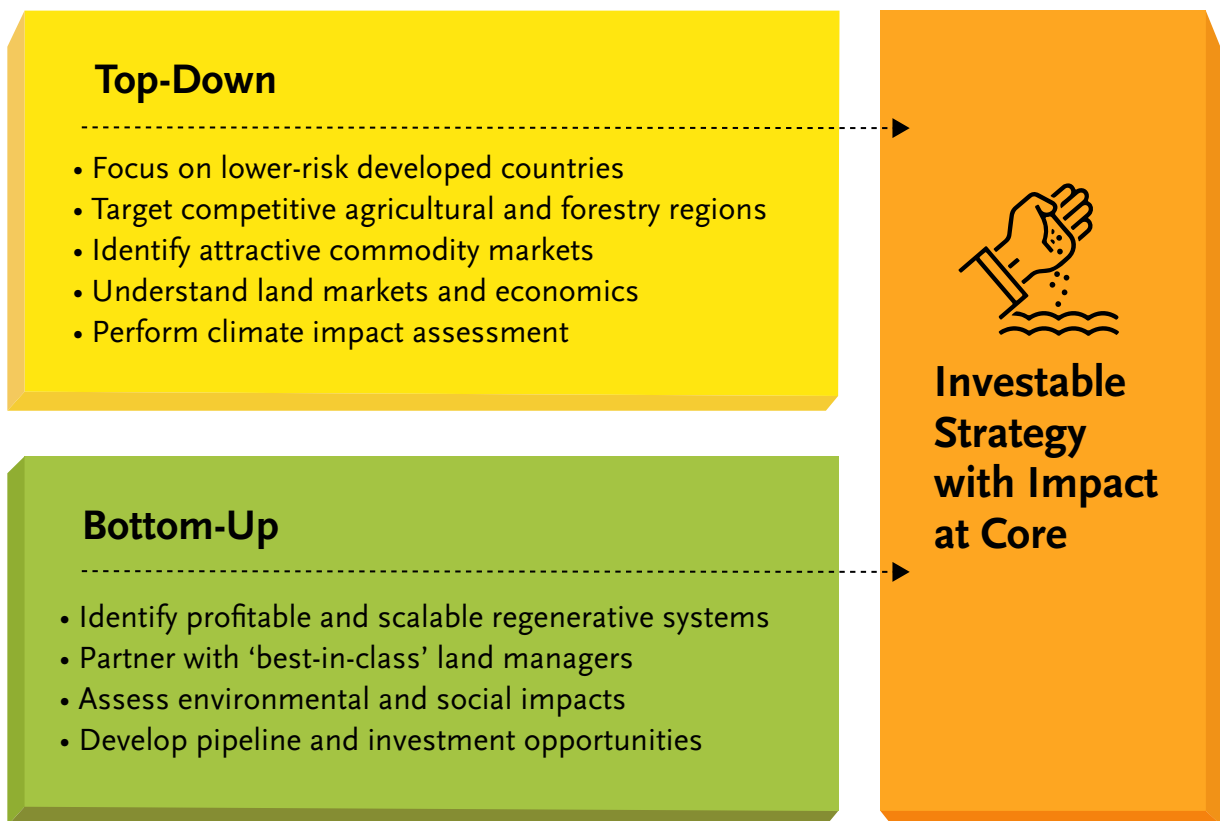 Top-Down
• Focus on lower-risk developed countries
• Target competitive agricultural and forestry regions
• Identify attractive commodity markets
• Understand land markets and economics
• Perform climate impact assessment
Bottom-Up
• Identify profitable and scalable regenerative systems
• Partner with ‘best-in-class’ land managers
• Assess environmental and social impacts
• Develop pipeline and investment opportunities
Investable
Strategy
with Impact
at Core